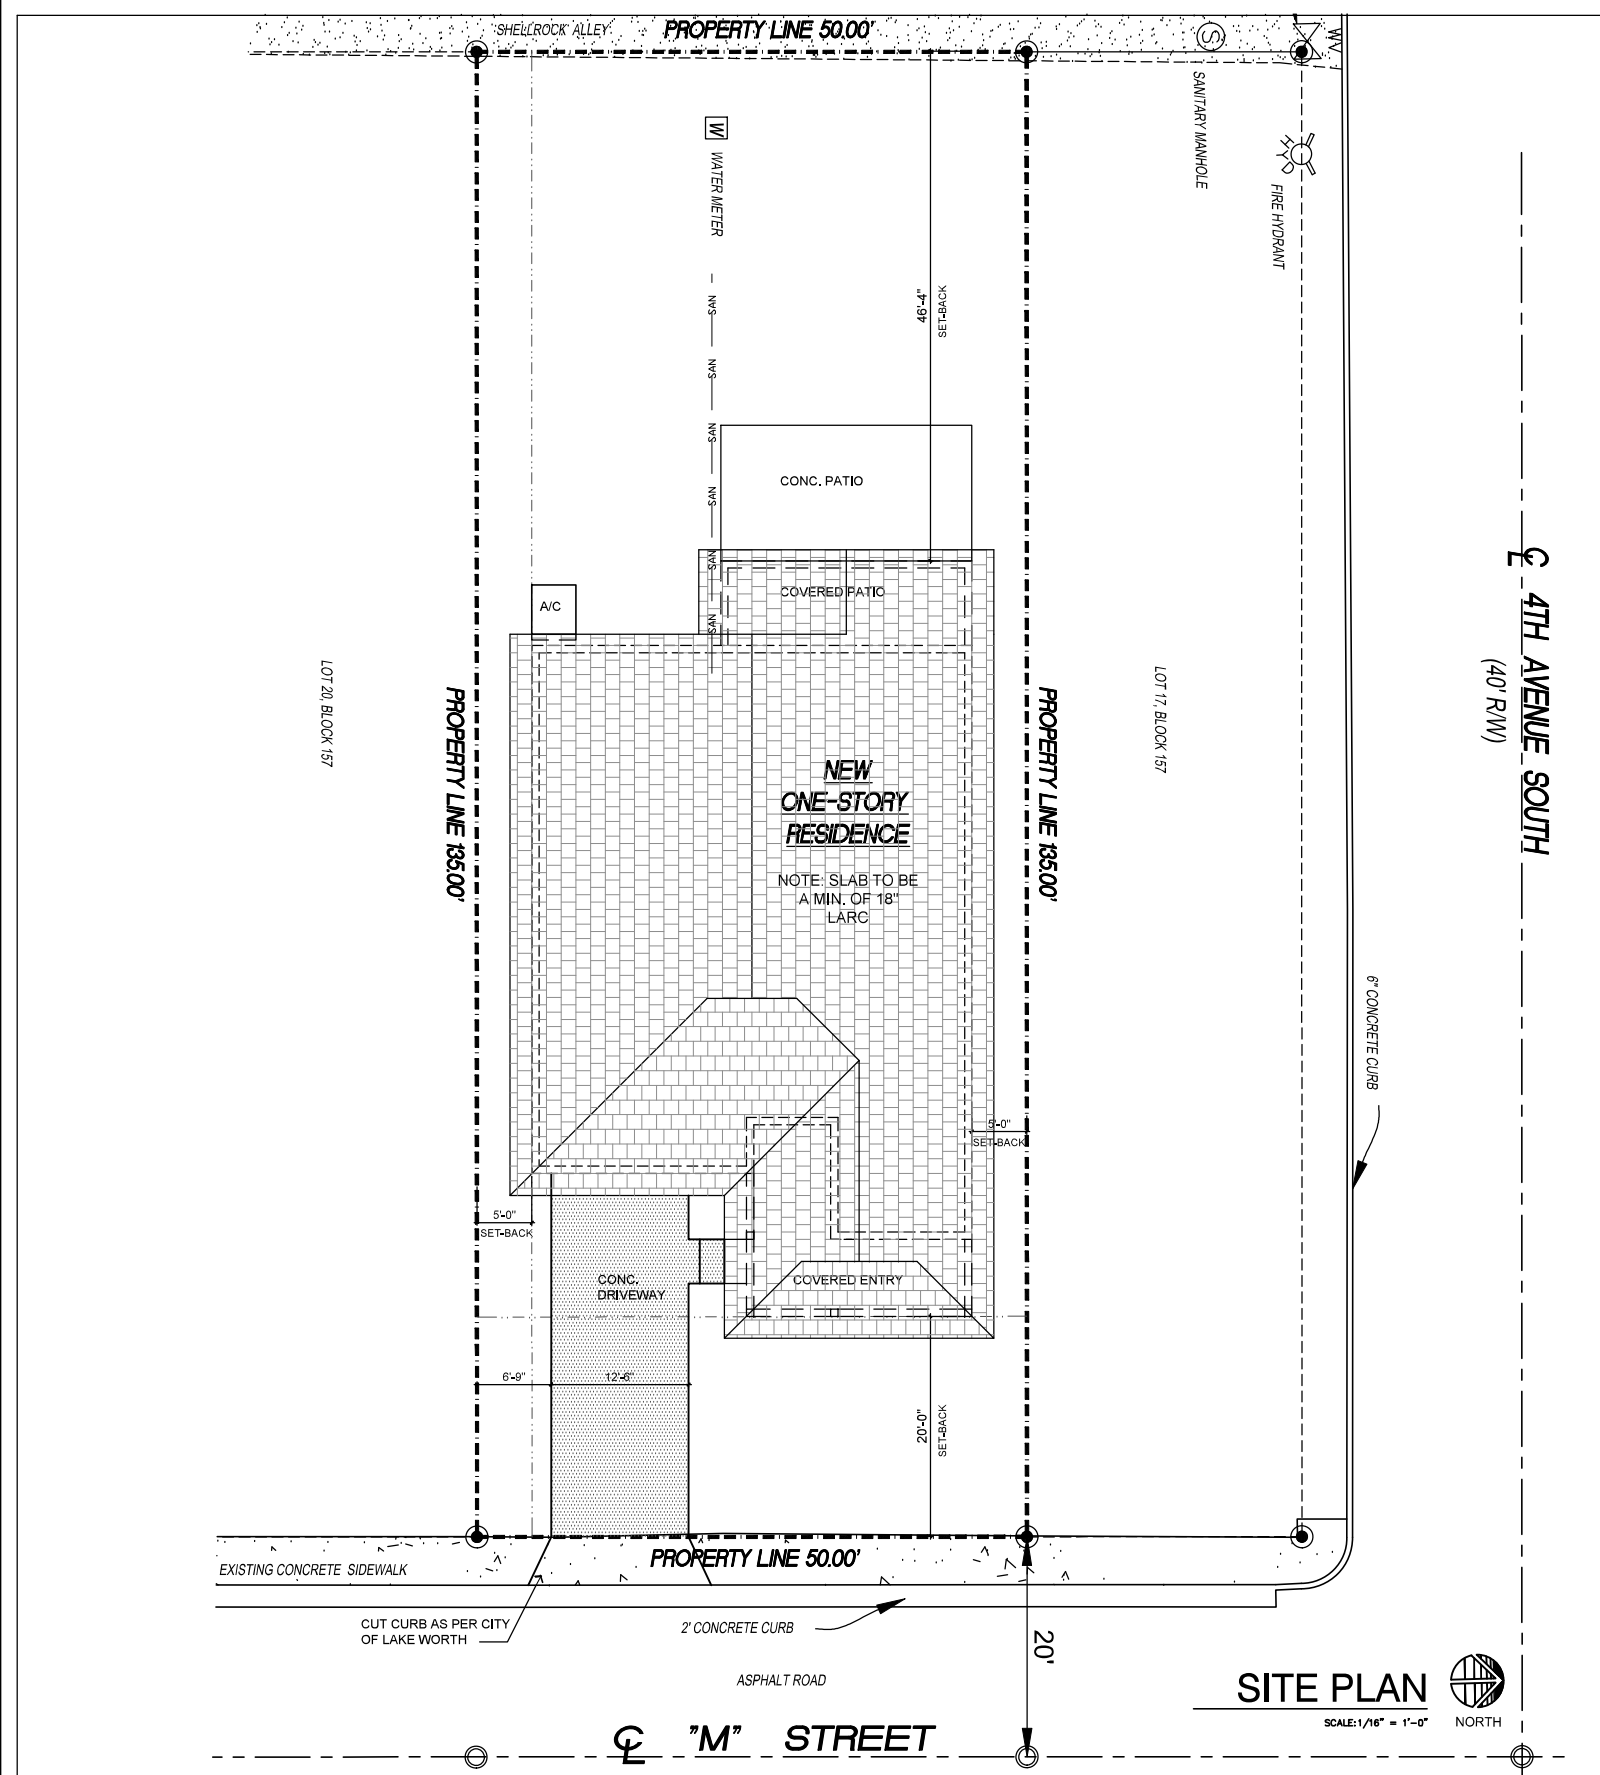 SHELLROCK ALLEY
PROPERTY LINE 50.00'
S
WV
W
WATER METER
SANITARY MANHOLE
HYD
FIRE HYDRANT
SAN
SAN
SAN
SAN
SAN
SAN
46'-4"
SET-BACK
CONC. PATIO
COVERED PATIO
A/C
LOT 20, BLOCK 157
PROPERTY LINE 135.00'
NEW
ONE-STORY
RESIDENCE
NOTE: SLAB TO BE
A MIN. OF 18"
LARC
PROPERTY LINE 135.00'
LOT 17, BLOCK 157
℄ 4TH AVENUE SOUTH
(40' R/W)
6" CONCRETE CURB
5'-0"
SET-BACK
5'-0"
SET-BACK
CONC.
DRIVEWAY
COVERED ENTRY
6'-9"
12'-6"
20'-0"
SET-BACK
PROPERTY LINE 50.00'
EXISTING CONCRETE SIDEWALK
CUT CURB AS PER CITY
OF LAKE WORTH
2' CONCRETE CURB
20'
ASPHALT ROAD
℄ "M" STREET
SITE PLAN
SCALE: 1/16" = 1'-0"
NORTH